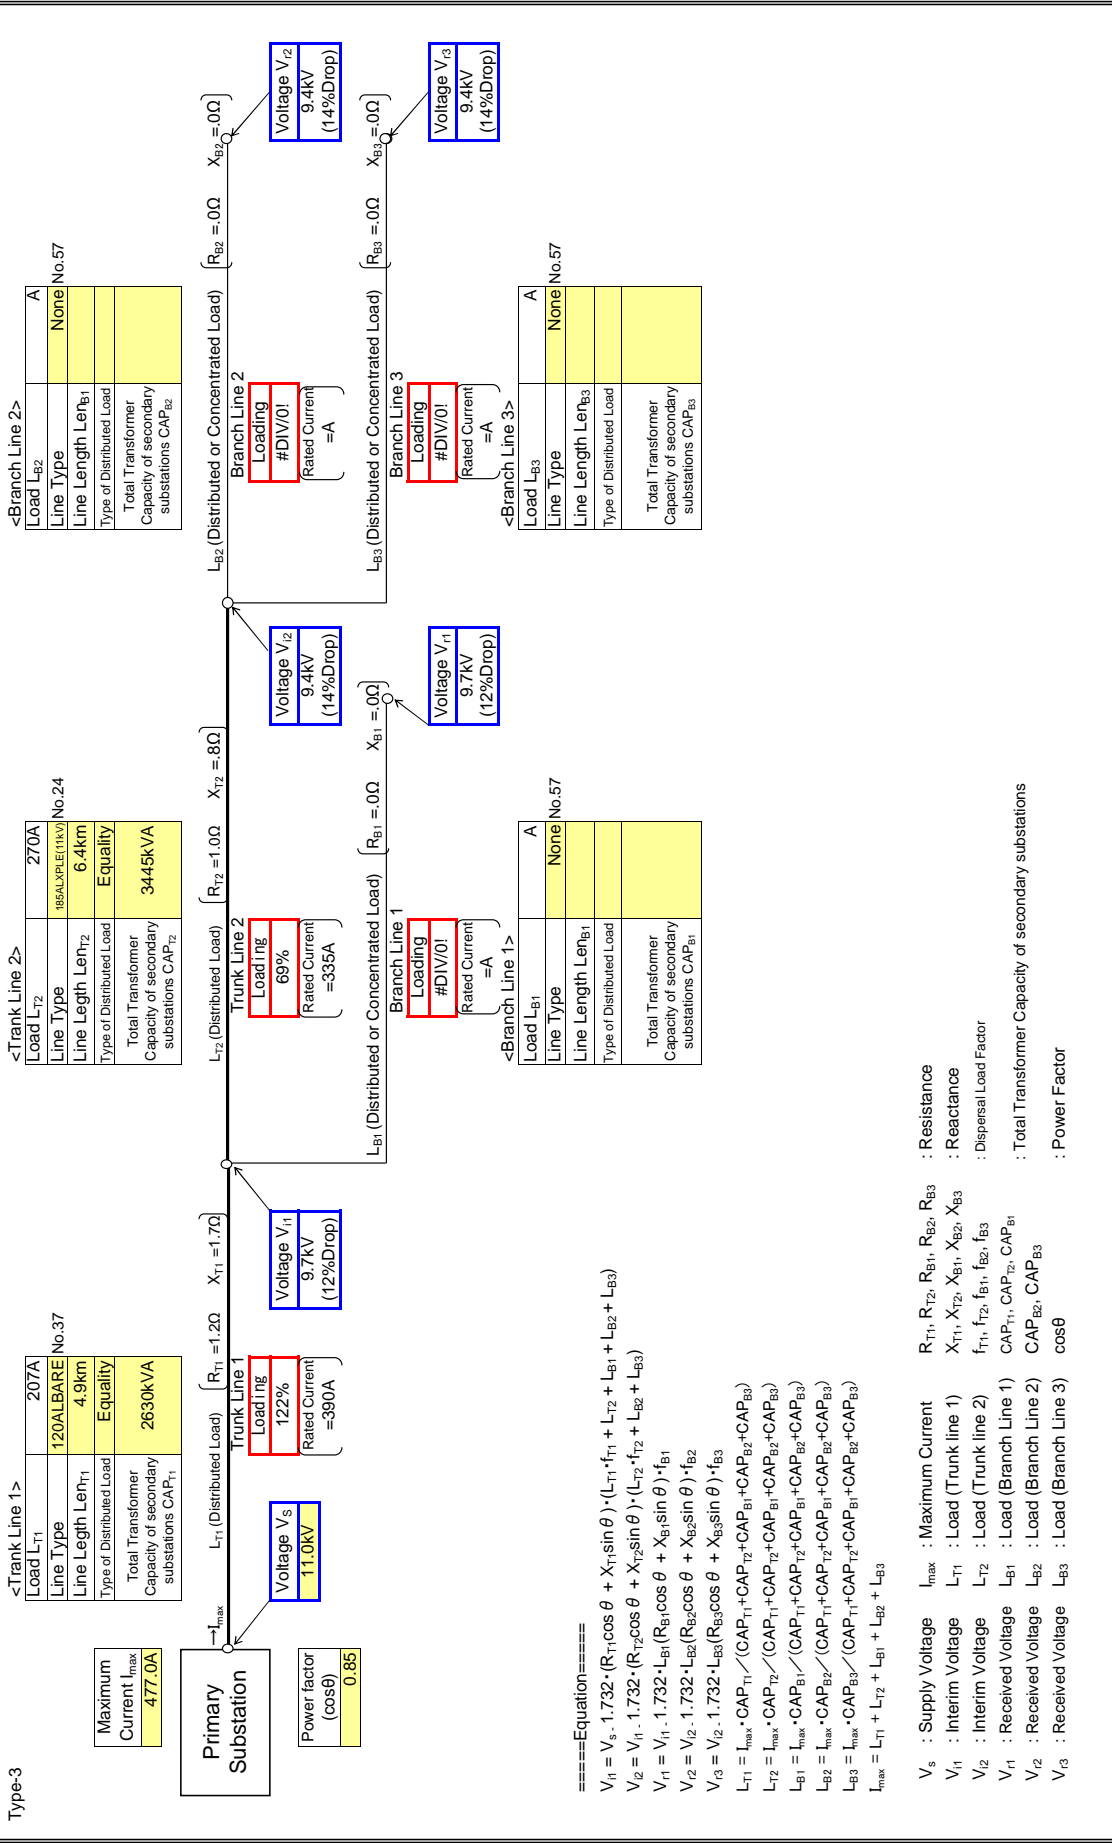 Type-3
Maximum
Current Imax
477.0A
Primary
Substation
Power factor
(cosθ)
0.85
→Imax
Voltage VS
11.0kV
<Trank Line 1>
Load LT1 207A
Line Type 120ALBARE No.37
Line Legth LenT1 4.9km
Type of Distributed Load Equality
Total Transformer
Capacity of secondary
substations CAPT1
2630kVA
LT1 (Distributed Load)
RT1 =1.2Ω XT1 =1.7Ω
Trunk Line 1
Loading
122%
Rated Current
=390A
Voltage Vi1
9.7kV
(12%Drop)
<Trank Line 2>
Load LT2 270A
Line Type 185ALXPLE(11kV) No.24
Line Legth LenT2 6.4km
Type of Distributed Load Equality
Total Transformer
Capacity of secondary
substations CAPT2
3445kVA
LT2 (Distributed Load)
RT2 =1.0Ω XT2 =.8Ω
Trunk Line 2
Loading
69%
Rated Current
=335A
Voltage Vi2
9.4kV
(14%Drop)
LB1 (Distributed or Concentrated Load)
RB1 =.0Ω XB1 =.0Ω
Branch Line 1
Loading
#DIV/0!
Rated Current
=A
Voltage Vr1
9.7kV
(12%Drop)
<Branch Line 1>
Load LB1 A
Line Type None No.57
Line Length LenB1
Type of Distributed Load
Total Transformer
Capacity of secondary
substations CAPB1
<Branch Line 2>
Load LB2 A
Line Type None No.57
Line Length LenB1
Type of Distributed Load
Total Transformer
Capacity of secondary
substations CAPB2
LB2 (Distributed or Concentrated Load)
RB2 =.0Ω XB2 =.0Ω
Branch Line 2
Loading
#DIV/0!
Rated Current
=A
Voltage Vr2
9.4kV
(14%Drop)
LB3 (Distributed or Concentrated Load)
RB3 =.0Ω XB3 =.0Ω
Branch Line 3
Loading
#DIV/0!
Rated Current
=A
Voltage Vr3
9.4kV
(14%Drop)
<Branch Line 3>
Load LB3 A
Line Type None No.57
Line Length LenB3
Type of Distributed Load
Total Transformer
Capacity of secondary
substations CAPB3
=====Equation=====
Vi1 = Vs - 1.732・(RT1cos θ + XT1sin θ)・(LT1・fT1 + LT2 + LB1 + LB2 + LB3)
Vi2 = Vi1 - 1.732・(RT2cos θ + XT2sin θ)・(LT2・fT2 + LB2 + LB3)
Vr1 = Vi1 - 1.732・LB1(RB1cos θ + XB1sin θ)・fB1
Vr2 = Vi2 - 1.732・LB2(RB2cos θ + XB2sin θ)・fB2
Vr3 = Vi2 - 1.732・LB3(RB3cos θ + XB3sin θ)・fB3
LT1 = Imax・CAPT1／(CAPT1+CAPT2+CAPB1+CAPB2+CAPB3)
LT2 = Imax・CAPT2／(CAPT1+CAPT2+CAPB1+CAPB2+CAPB3)
LB1 = Imax・CAPB1／(CAPT1+CAPT2+CAPB1+CAPB2+CAPB3)
LB2 = Imax・CAPB2／(CAPT1+CAPT2+CAPB1+CAPB2+CAPB3)
LB3 = Imax・CAPB3／(CAPT1+CAPT2+CAPB1+CAPB2+CAPB3)
Imax = LT1 + LT2 + LB1 + LB2 + LB3
Vs : Supply Voltage Imax : Maximum Current RT1, RT2, RB1, RB2, RB3 : Resistance
Vi1 : Interim Voltage LT1 : Load (Trunk line 1) XT1, XT2, XB1, XB2, XB3 : Reactance
Vi2 : Interim Voltage LT2 : Load (Trunk line 2) fT1, fT2, fB1, fB2, fB3 : Dispersal Load Factor
Vr1 : Received Voltage LB1 : Load (Branch Line 1) CAPT1, CAPT2, CAPB1 : Total Transformer Capacity of secondary substations
Vr2 : Received Voltage LB2 : Load (Branch Line 2) CAPB2, CAPB3
Vr3 : Received Voltage LB3 : Load (Branch Line 3) cosθ : Power Factor